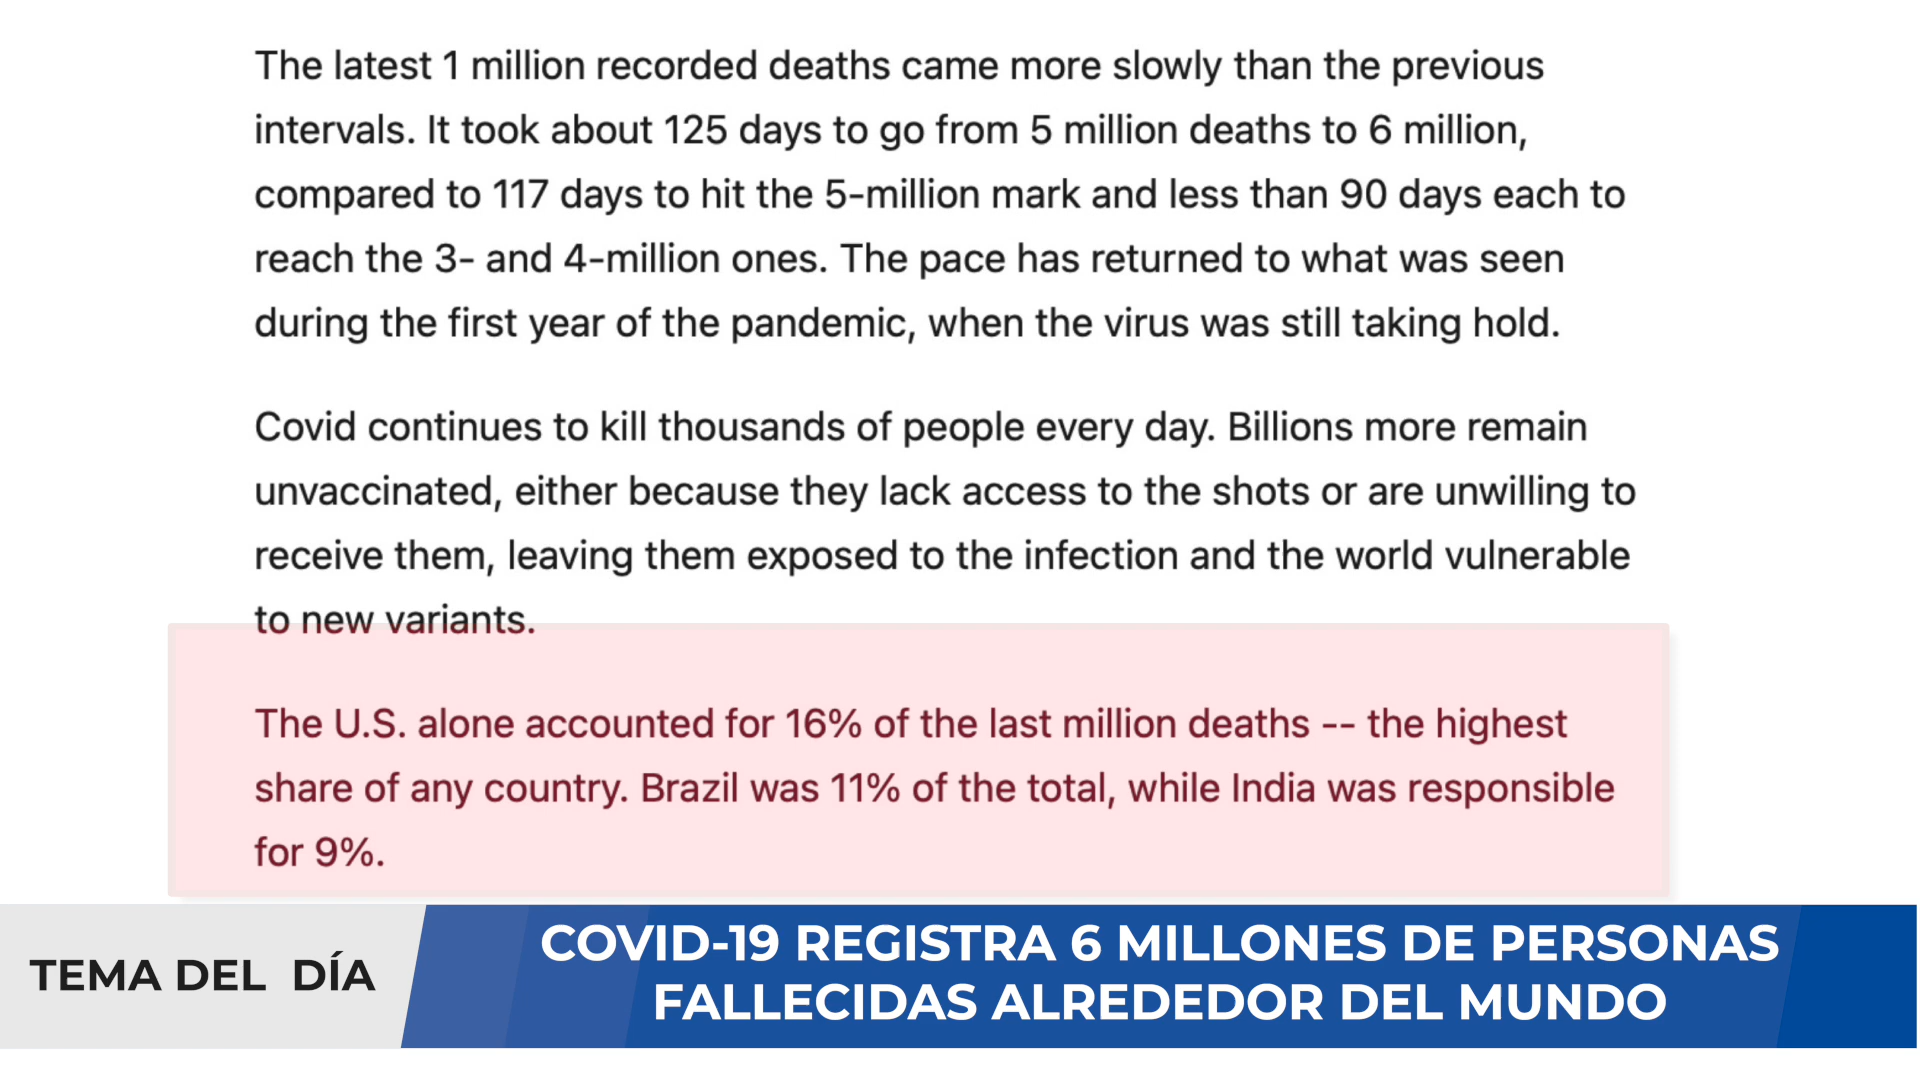 The latest 1 million recorded deaths came more slowly than the previous
intervals. It took about 125 days to go from 5 million deaths to 6 million,
compared to 117 days to hit the 5-million mark and less than 90 days each to
reach the 3- and 4-million ones. The pace has returned to what was seen
during the first year of the pandemic, when the virus was still taking hold.
Covid continues to kill thousands of people every day. Billions more remain
unvaccinated, either because they lack access to the shots or are unwilling to
receive them, leaving them exposed to the infection and the world vulnerable
to new variants.
The U.S. alone accounted for 16% of the last million deaths -- the highest
share of any country. Brazil was 11% of the total, while India was responsible
for 9%.
TEMA DEL DÍA
COVID-19 REGISTRA 6 MILLONES DE PERSONAS
FALLECIDAS ALREDEDOR DEL MUNDO